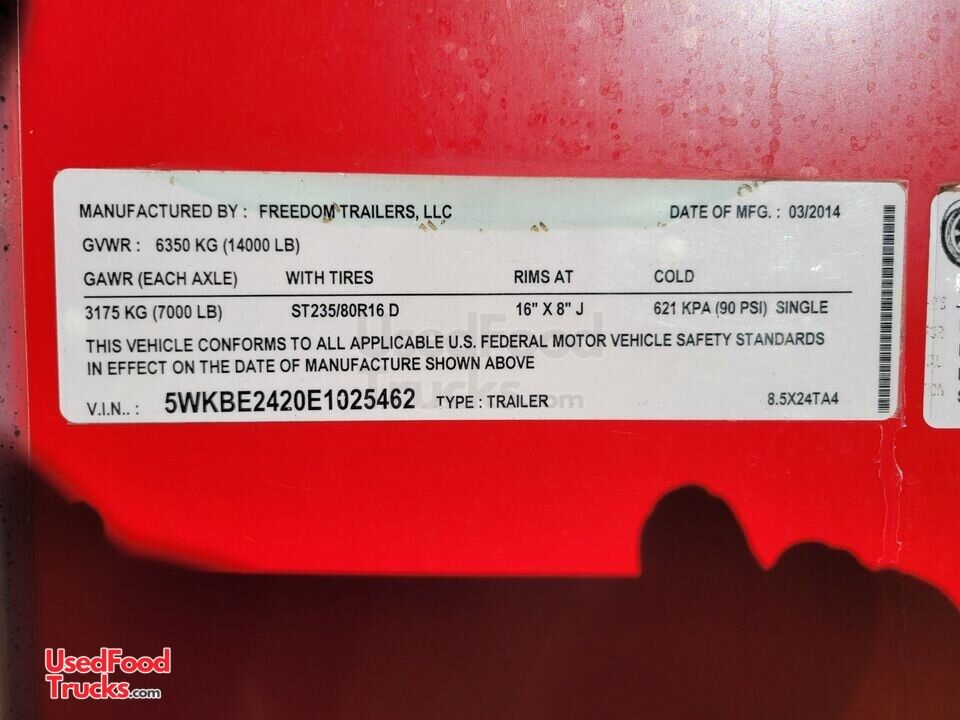 MANUFACTURED BY : FREEDOM TRAILERS, LLC DATE OF MFG. : 03/2014
GVWR : 6350 KG (14000 LB)
GAWR (EACH AXLE) WITH TIRES RIMS AT COLD
3175 KG (7000 LB) ST235/80R16 D 16" X 8" J 621 KPA (90 PSI) SINGLE
THIS VEHICLE CONFORMS TO ALL APPLICABLE U.S. FEDERAL MOTOR VEHICLE SAFETY STANDARDS
IN EFFECT ON THE DATE OF MANUFACTURE SHOWN ABOVE
V.I.N.. : 5WKBE2420E1025462 TYPE : TRAILER 8.5X24TA4
UsedFood
Trucks.com
UsedFood
Trucks.com